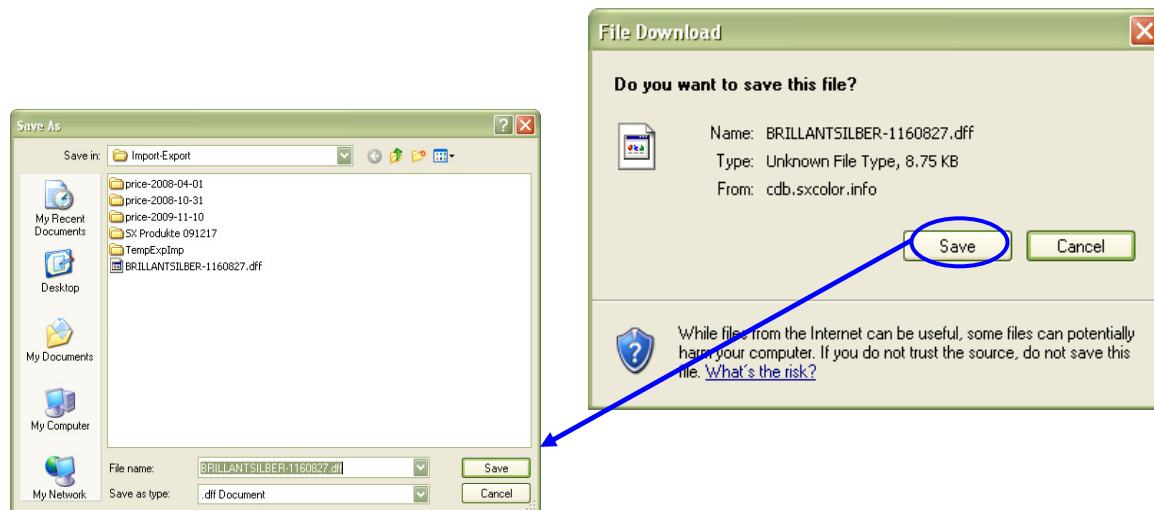 File Download
Do you want to save this file?
Name: BRILLANTSILBER-1160827.dff
Type: Unknown File Type, 8.75 KB
From: cdb.sxcolor.info
Save Cancel
While files from the Internet can be useful, some files can potentially
harm your computer. If you do not trust the source, do not save this
file. What's the risk?
Save As
Save in: Import-Export
My Recent
Documents
Desktop
My Documents
My Computer
My Network
price-2008-04-01
price-2008-10-31
price-2009-11-10
SX Produkte 091217
TempExpImp
BRILLANTSILBER-1160827.dff
File name: BRILLANTSILBER-1160827.dff Save
Save as type: .dff Document Cancel